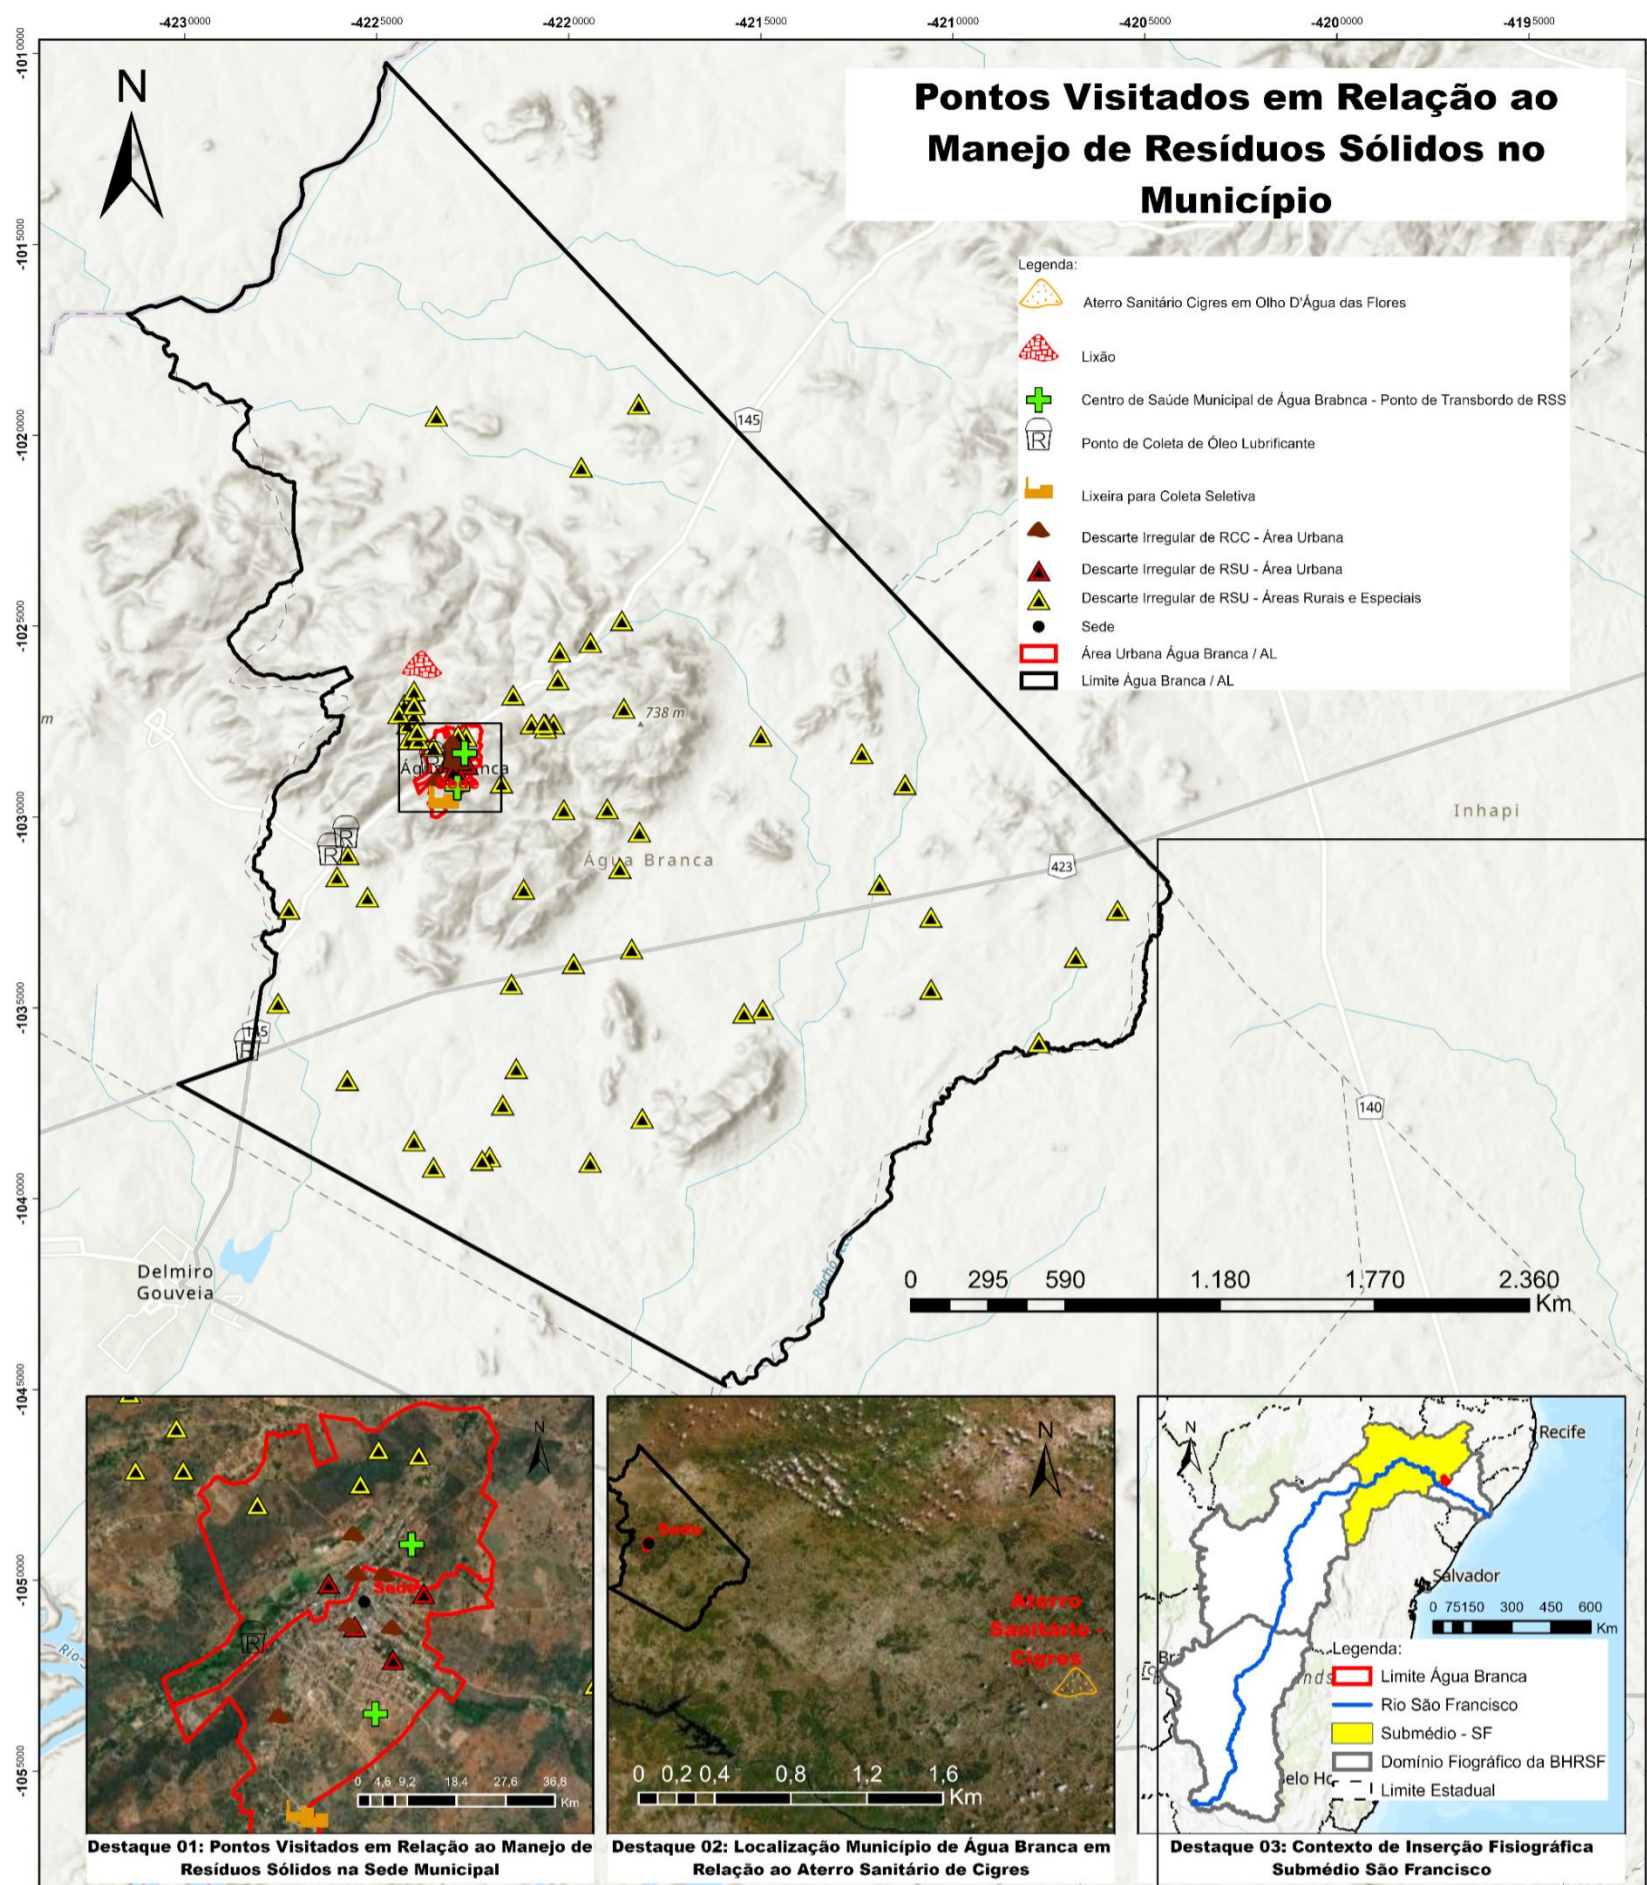 -4230000 -4225000 -4220000 -4215000 -4210000 -4205000 -4200000 -4195000
-1010000
-1015000
-1020000
-1025000
-1030000
-1035000
-1040000
-1045000
-1050000
-1055000
N
Pontos Visitados em Relação ao
Manejo de Resíduos Sólidos no
Município
Legenda:
Aterro Sanitário Cigres em Olho D'Água das Flores
Lixão
Centro de Saúde Municipal de Água Brabnca - Ponto de Transbordo de RSS
R
Ponto de Coleta de Óleo Lubrificante
Lixeira para Coleta Seletiva
Descarte Irregular de RCC - Área Urbana
Descarte Irregular de RSU - Área Urbana
Descarte Irregular de RSU - Áreas Rurais e Especiais
Sede
Área Urbana Água Branca / AL
Limite Água Branca / AL
145
m
738 m
Sede
R
R
Inhapi
Água Branca
423
140
Delmiro
Gouveia
0 295 590 1.180 1.770 2.360
Km
N
Sede
R
0 4,6 9,2 18,4 27,6 36,8
Km
Destaque 01: Pontos Visitados em Relação ao Manejo de
Resíduos Sólidos na Sede Municipal
N
Sede
Aterro
Sanitário -
Cigres
0 0,2 0,4 0,8 1,2 1,6
Km
Destaque 02: Localização Município de Água Branca em
Relação ao Aterro Sanitário de Cigres
N
Recife
Salvador
0 75 150 300 450 600
Km
Legenda:
Limite Água Branca
Rio São Francisco
Submédio - SF
Domínio Fiográfico da BHRSF
Limite Estadual
Destaque 03: Contexto de Inserção Fisiográfica
Submédio São Francisco